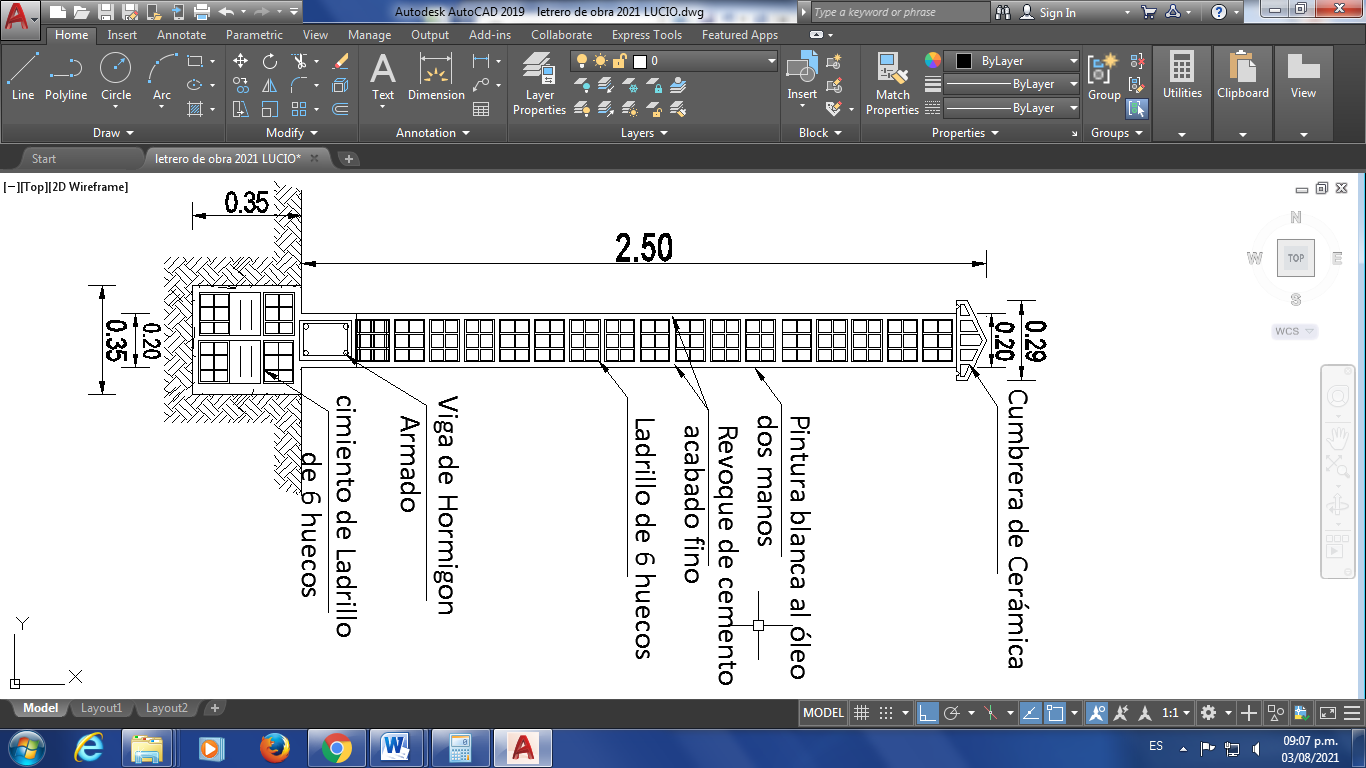 Autodesk AutoCAD 2019 letrero de obra 2021 LUCIO.dwg
Type a keyword or phrase
Sign In
Home Insert Annotate Parametric View Manage Output Add-ins Collaborate Express Tools Featured Apps
Line Polyline Circle Arc
Text Dimension
Layer Properties
0
Insert
Match Properties
ByLayer
ByLayer
ByLayer
Group
Utilities Clipboard View
Draw Modify Annotation Layers Block Properties Groups
Start letrero de obra 2021 LUCIO*
[−][Top][2D Wireframe]
0.35
2.50
0.35
0.20
0.20
0.29
N
W TOP E
S
WCS
Cumbrera de Cerámica
Pintura blanca al óleo
dos manos
Revoque de cemento
acabado fino
Ladrillo de 6 huecos
Viga de Hormigon
Armado
cimiento de Ladrillo
de 6 huecos
Y
X
Model Layout1 Layout2
MODEL 1:1
ES
09:07 p.m.
03/08/2021